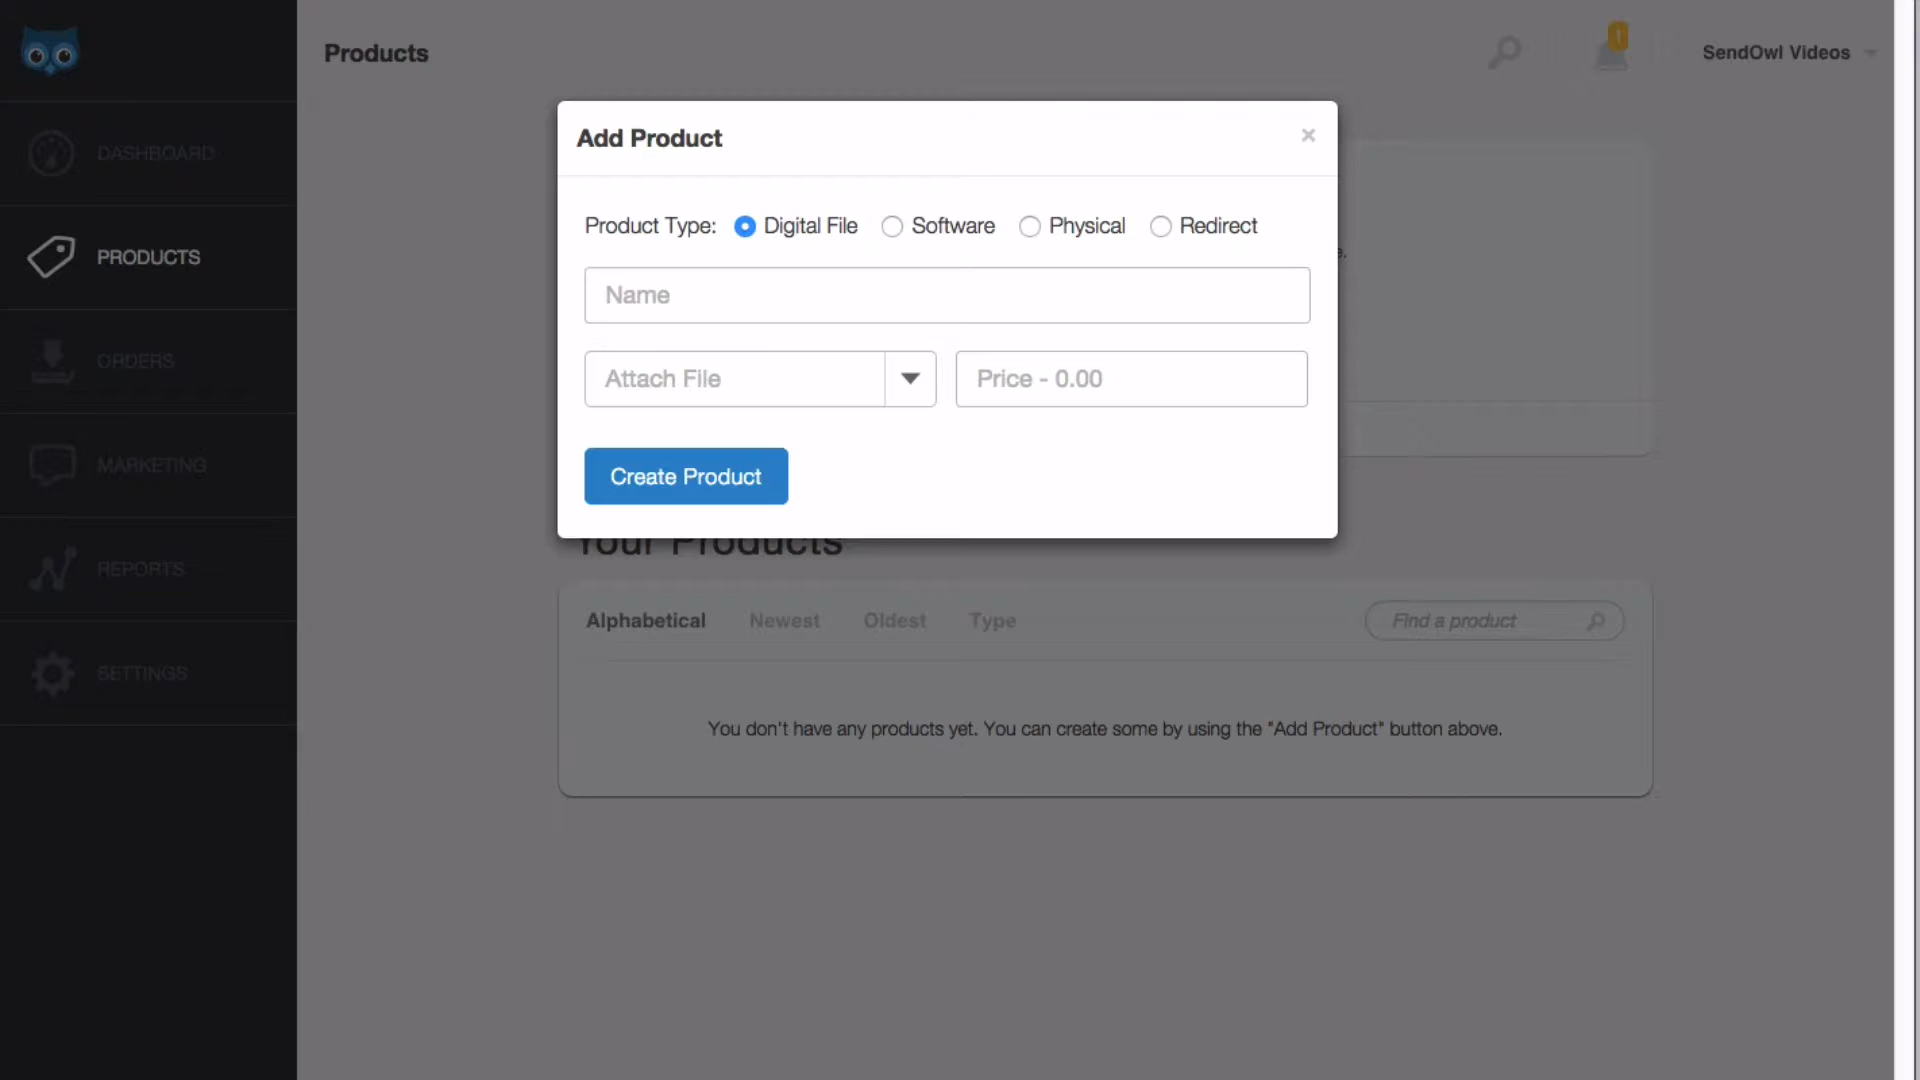 Products
SendOwl Videos
DASHBOARD
PRODUCTS
ORDERS
MARKETING
REPORTS
SETTINGS
Add Product
×
Product Type: Digital File Software Physical Redirect
Name
Attach File
Price - 0.00
Create Product
Your Products
Alphabetical Newest Oldest Type
Find a product
You don't have any products yet. You can create some by using the "Add Product" button above.